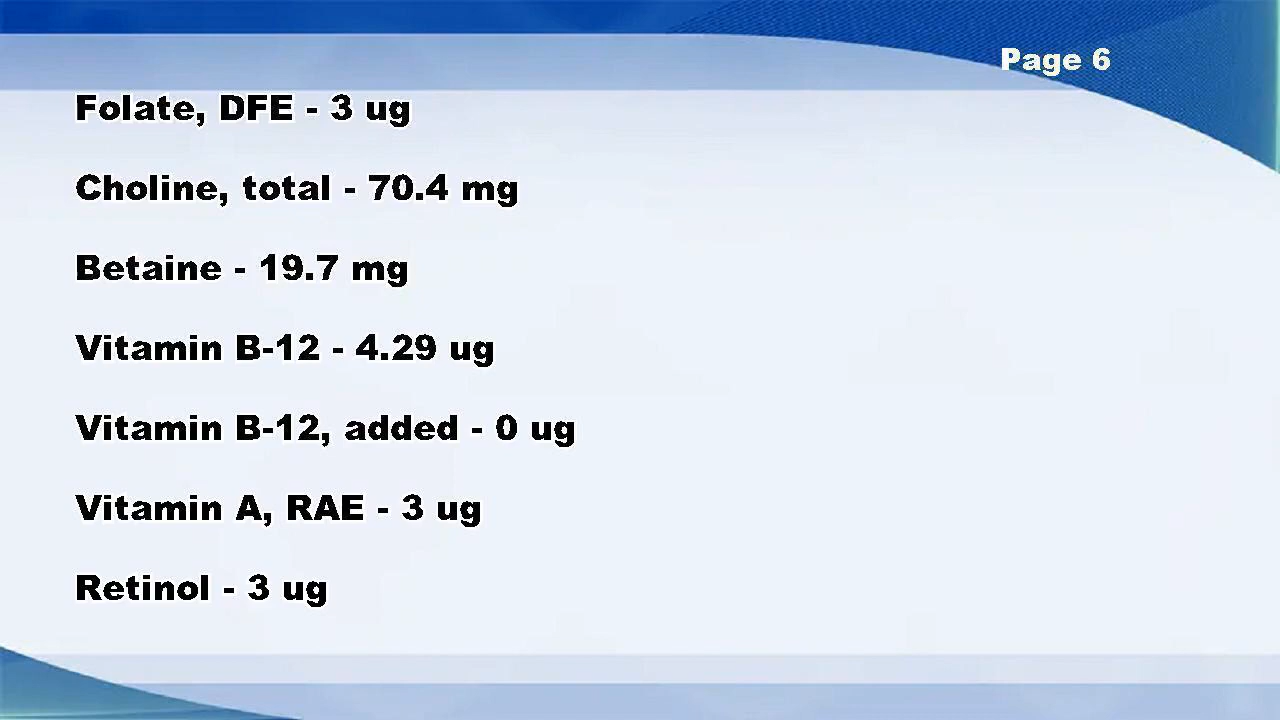 Page 6
Folate, DFE - 3 ug
Choline, total - 70.4 mg
Betaine - 19.7 mg
Vitamin B-12 - 4.29 ug
Vitamin B-12, added - 0 ug
Vitamin A, RAE - 3 ug
Retinol - 3 ug